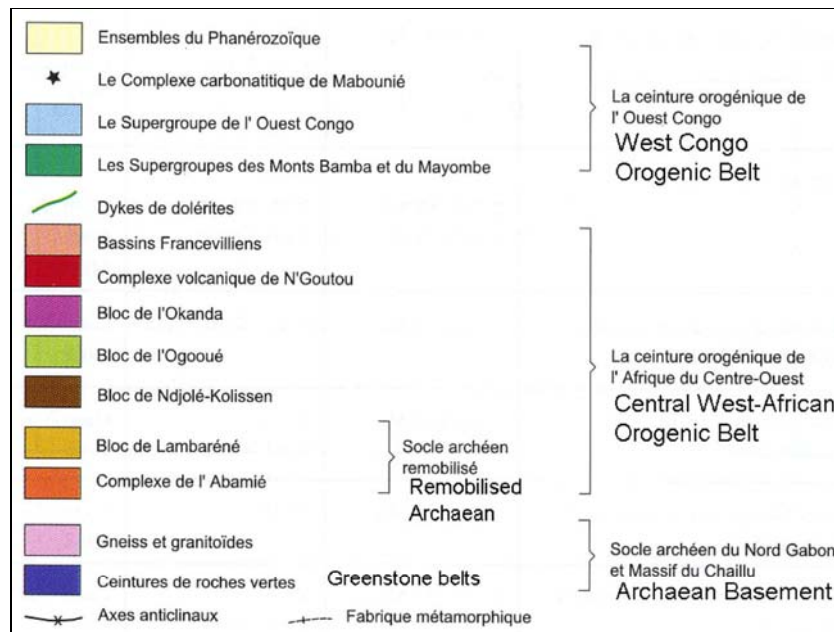 Ensembles du Phanérozoïque
Le Complexe carbonatitique de Mabounié
Le Supergroupe de l' Ouest Congo
Les Supergroupes des Monts Bamba et du Mayombe
La ceinture orogénique de
l' Ouest Congo
West Congo
Orogenic Belt
Dykes de dolérites
Bassins Francevilliens
Complexe volcanique de N'Goutou
Bloc de l'Okanda
Bloc de l'Ogooué
Bloc de Ndjolé-Kolissen
Bloc de Lambaréné
Complexe de l' Abamié
Socle archéen
remobilisé
Remobilised
Archaean
La ceinture orogénique de
l' Afrique du Centre-Ouest
Central West-African
Orogenic Belt
Gneiss et granitoïdes
Ceintures de roches vertes Greenstone belts
Socle archéen du Nord Gabon
et Massif du Chaillu
Archaean Basement
Axes anticlinaux Fabrique métamorphique